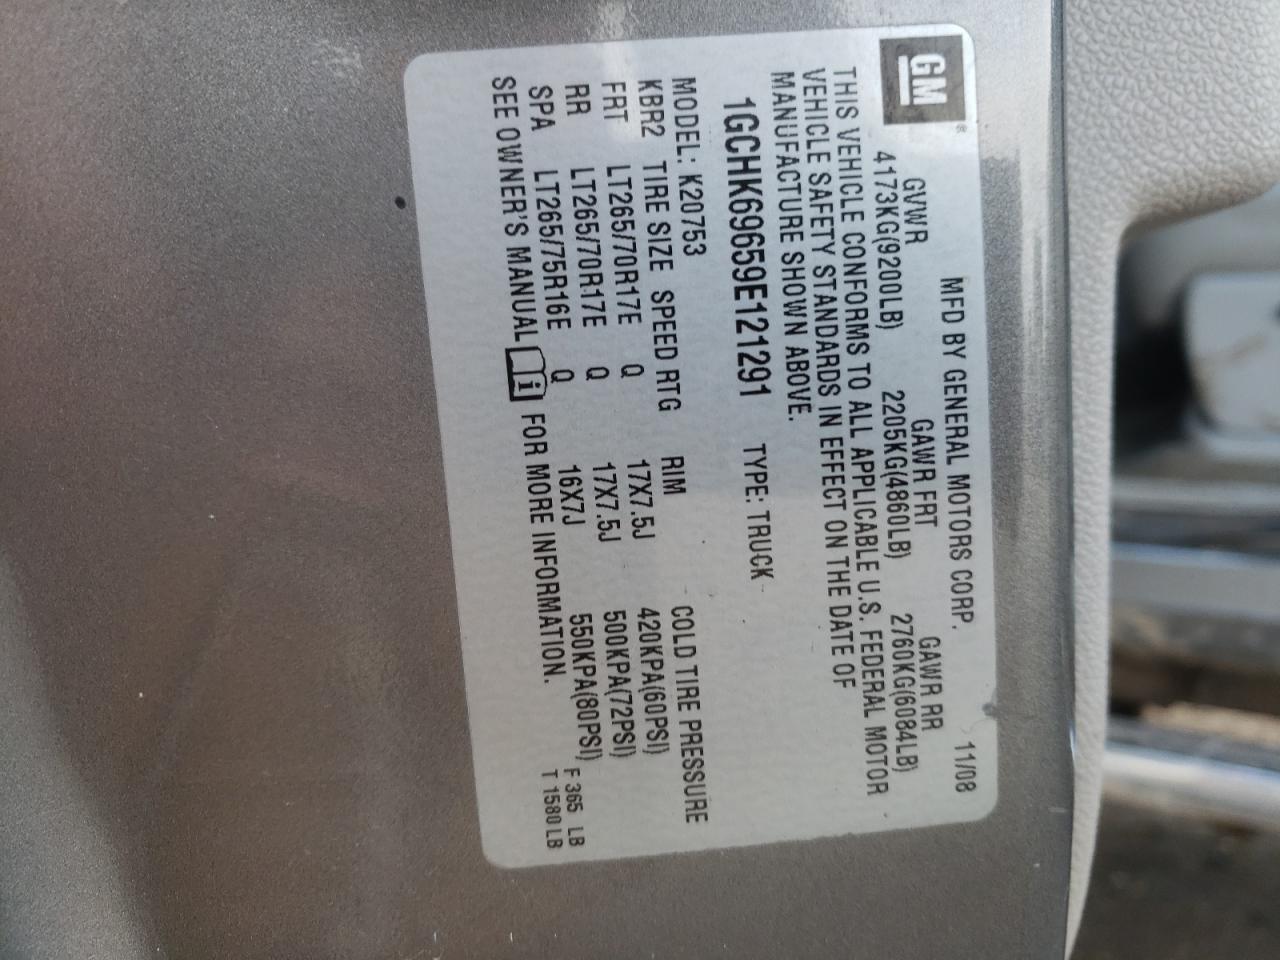 GM
MFD BY GENERAL MOTORS CORP. 11/08
GVWR GAWR FRT GAWR RR
4173KG(9200LB) 2205KG(4860LB) 2760KG(6084LB)
THIS VEHICLE CONFORMS TO ALL APPLICABLE U.S. FEDERAL MOTOR
VEHICLE SAFETY STANDARDS IN EFFECT ON THE DATE OF
MANUFACTURE SHOWN ABOVE.
1GCHK69659E121291 TYPE: TRUCK
MODEL: K20753
KBR2 TIRE SIZE SPEED RTG RIM COLD TIRE PRESSURE
FRT LT265/70R17E Q 17X7.5J 420KPA(60PSI)
RR LT265/70R17E Q 17X7.5J 500KPA(72PSI)
SPA LT265/75R16E Q 16X7J 550KPA(80PSI) F 365 LB
SEE OWNER'S MANUAL i FOR MORE INFORMATION. T 1580 LB